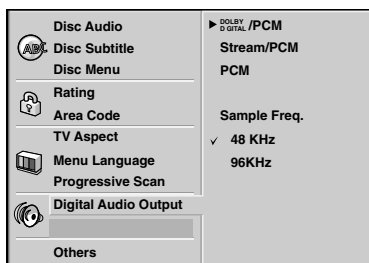 Disc Audio
Disc Subtitle
Disc Menu
Rating
Area Code
TV Aspect
Menu Language
Progressive Scan
Digital Audio Output
Others
DOLBY DIGITAL /PCM
Stream/PCM
PCM
Sample Freq.
✓ 48 KHz
96KHz
ABC